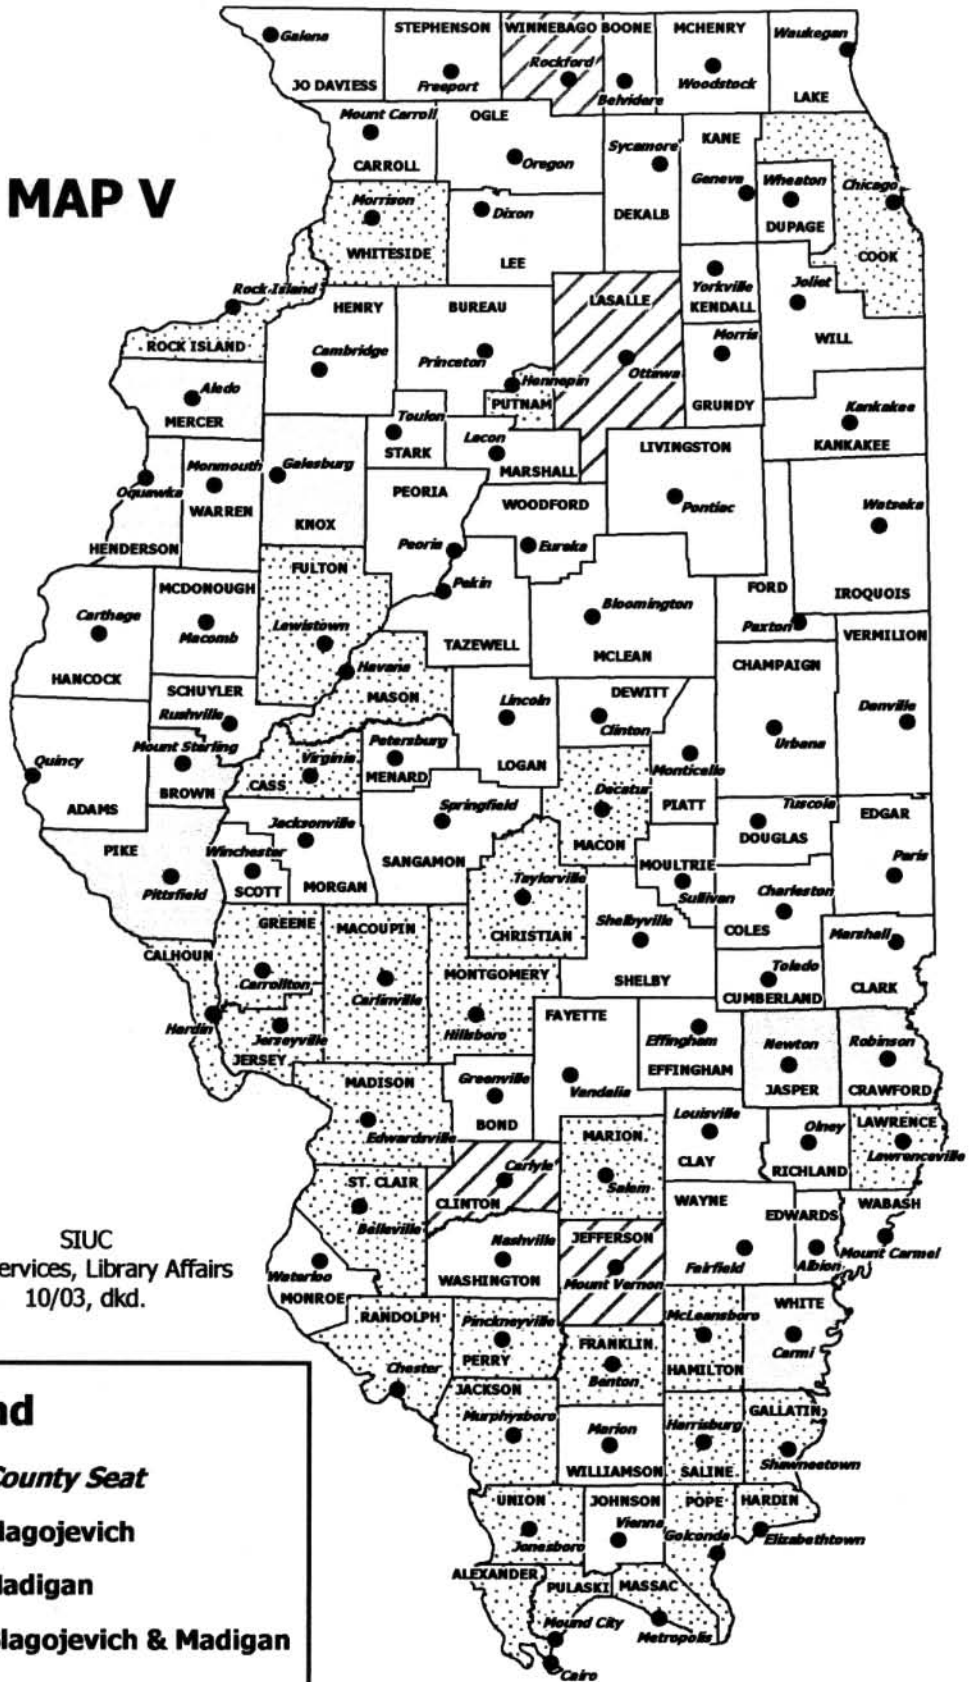 MAP V
Galena
JO DAVIESS
STEPHENSON
Freeport
WINNEBAGO
Rockford
BOONE
Belvidere
MCHENRY
Woodstock
Waukegan
LAKE
Mount Carroll
CARROLL
OGLE
Oregon
Sycamore
DEKALB
KANE
Geneva
Wheaton
DUPAGE
Chicago
COOK
Morrison
WHITESIDE
Dixon
LEE
Rock Island
ROCK ISLAND
HENRY
Cambridge
BUREAU
Princeton
LASALLE
Ottawa
Yorkville
KENDALL
Joliet
WILL
Morris
GRUNDY
Hennepin
PUTNAM
Aledo
MERCER
Toulon
STARK
Lacon
MARSHALL
LIVINGSTON
Pontiac
Kankakee
KANKAKEE
Oquawka
HENDERSON
Monmouth
WARREN
Galesburg
KNOX
PEORIA
Peoria
WOODFORD
Eureka
Watseka
IROQUOIS
FORD
Paxton
FULTON
Lewistown
Pekin
TAZEWELL
Bloomington
MCLEAN
Carthage
HANCOCK
MCDONOUGH
Macomb
VERMILION
Danville
CHAMPAIGN
Urbana
Havana
MASON
SCHUYLER
Rushville
Lincoln
LOGAN
DEWITT
Clinton
Monticello
PIATT
Quincy
ADAMS
Mount Sterling
BROWN
Virginia
CASS
Petersburg
MENARD
Decatur
MACON
Springfield
SANGAMON
Tuscola
DOUGLAS
EDGAR
Paris
PIKE
Pittsfield
Winchester
SCOTT
Jacksonville
MORGAN
Taylorville
CHRISTIAN
MOULTRIE
Sullivan
Charleston
COLES
Shelbyville
SHELBY
Marshall
CLARK
Toledo
CUMBERLAND
CALHOUN
Hardin
GREENE
Carrollton
MACOUPIN
Carlinville
MONTGOMERY
Hillsboro
Jerseyville
JERSEY
FAYETTE
Vandalia
Effingham
EFFINGHAM
Newton
JASPER
Robinson
CRAWFORD
MADISON
Edwardsville
Greenville
BOND
MARION
Salem
Louisville
CLAY
Olney
RICHLAND
LAWRENCE
Lawrenceville
ST. CLAIR
Belleville
Carlyle
CLINTON
WAYNE
Fairfield
EDWARDS
Albion
WABASH
Mount Carmel
Nashville
WASHINGTON
JEFFERSON
Mount Vernon
Waterloo
MONROE
SIUC
ervices, Library Affairs
10/03, dkd.
RANDOLPH
Chester
Pinckneyville
PERRY
FRANKLIN
Benton
McLeansboro
HAMILTON
WHITE
Carmi
JACKSON
Murphysboro
Marion
WILLIAMSON
Harrisburg
SALINE
GALLATIN
Shawneetown
UNION
Jonesboro
JOHNSON
Vienna
POPE
Golconda
HARDIN
Elizabethtown
ALEXANDER
PULASKI
MASSAC
Mound City
Metropolis
Cairo
nd
County Seat
lagojevich
Madigan
Blagojevich & Madigan